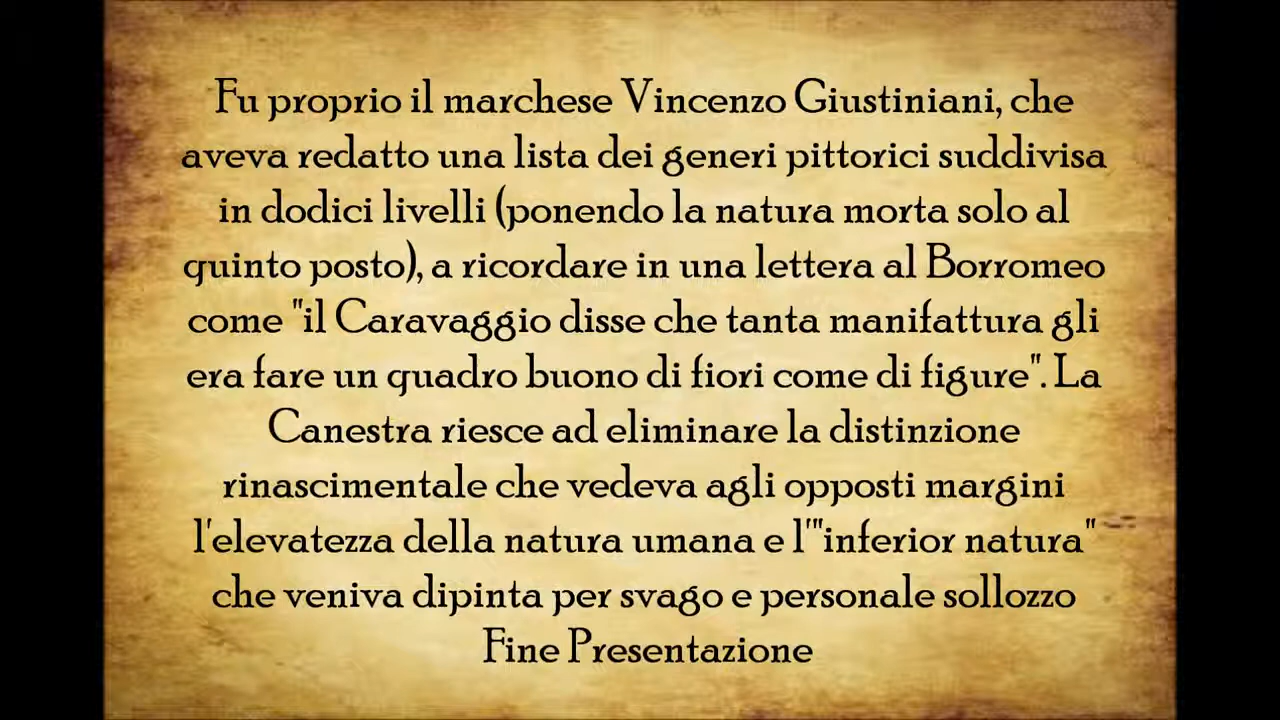 Fu proprio il marchese Vincenzo Giustiniani, che
aveva redatto una lista dei generi pittorici suddivisa
in dodici livelli (ponendo la natura morta solo al
quinto posto), a ricordare in una lettera al Borromeo
come "il Caravaggio disse che tanta manifattura gli
era fare un quadro buono di fiori come di figure". La
Canestra riesce ad eliminare la distinzione
rinascimentale che vedeva agli opposti margini
l'elevatezza della natura umana e l'"inferior natura"
che veniva dipinta per svago e personale sollozzo
Fine Presentazione